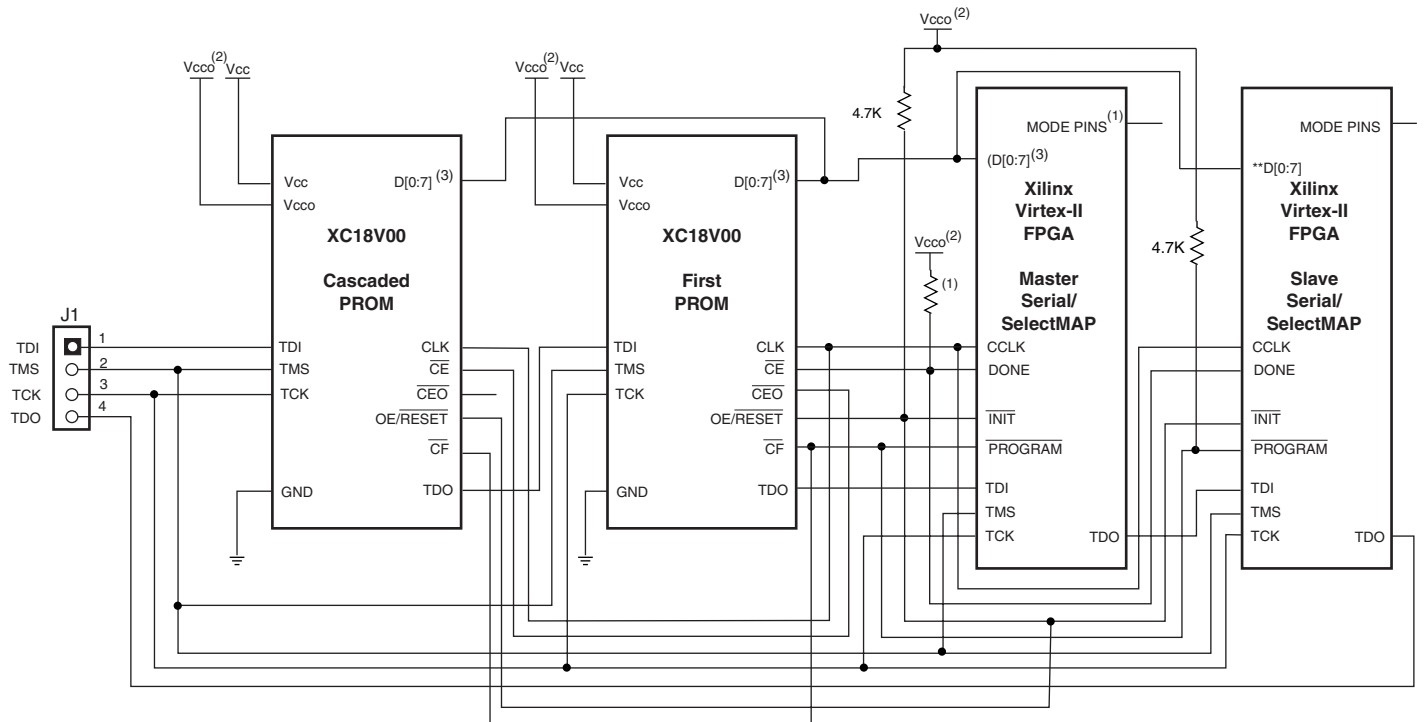 Vcco(2)
Vcco(2) Vcc
Vcco(2) Vcc
4.7K
MODE PINS(1)
MODE PINS
Vcc
Vcco
D[0:7](3)
XC18V00
Cascaded
PROM
TDI
TMS
TCK
GND
CLK
CE
CEO
OE/RESET
CF
TDO
Vcc
Vcco
D[0:7](3)
XC18V00
First
PROM
TDI
TMS
TCK
GND
CLK
CE
CEO
OE/RESET
CF
TDO
Vcco(2)
(1)
(D[0:7](3)
Xilinx
Virtex-II
FPGA
Master
Serial/
SelectMAP
CCLK
DONE
INIT
PROGRAM
TDI
TMS
TCK
TDO
4.7K
**D[0:7]
Xilinx
Virtex-II
FPGA
Slave
Serial/
SelectMAP
CCLK
DONE
INIT
PROGRAM
TDI
TMS
TCK
TDO
J1
TDI 1
TMS 2
TCK 3
TDO 4